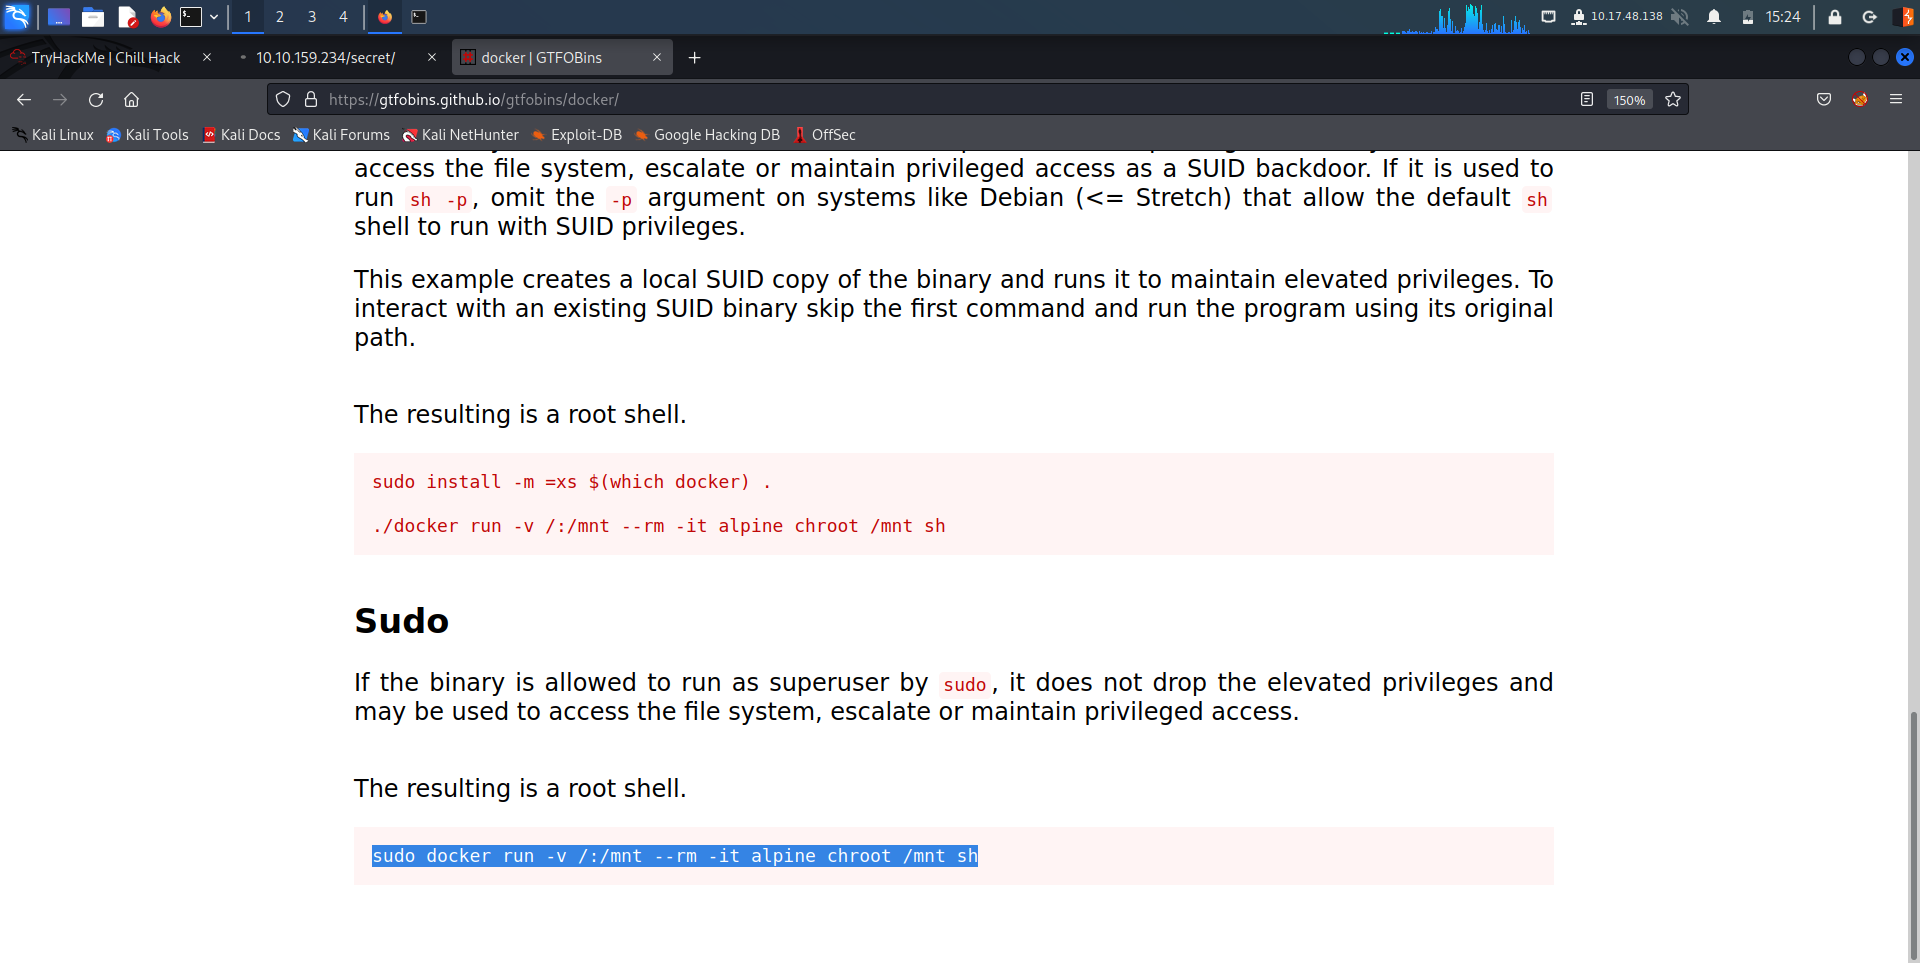 1 2 3 4 10.17.48.138 15:24
TryHackMe | Chill Hack 10.10.159.234/secret/ docker | GTFOBins
https://gtfobins.github.io/gtfobins/docker/ 150%
Kali Linux Kali Tools Kali Docs Kali Forums Kali NetHunter Exploit-DB Google Hacking DB OffSec
access the file system, escalate or maintain privileged access as a SUID backdoor. If it is used to
run sh -p, omit the -p argument on systems like Debian (<= Stretch) that allow the default sh
shell to run with SUID privileges.
This example creates a local SUID copy of the binary and runs it to maintain elevated privileges. To
interact with an existing SUID binary skip the first command and run the program using its original
path.
The resulting is a root shell.
sudo install -m =xs $(which docker) .
./docker run -v /:/mnt --rm -it alpine chroot /mnt sh
Sudo
If the binary is allowed to run as superuser by sudo, it does not drop the elevated privileges and
may be used to access the file system, escalate or maintain privileged access.
The resulting is a root shell.
sudo docker run -v /:/mnt --rm -it alpine chroot /mnt sh